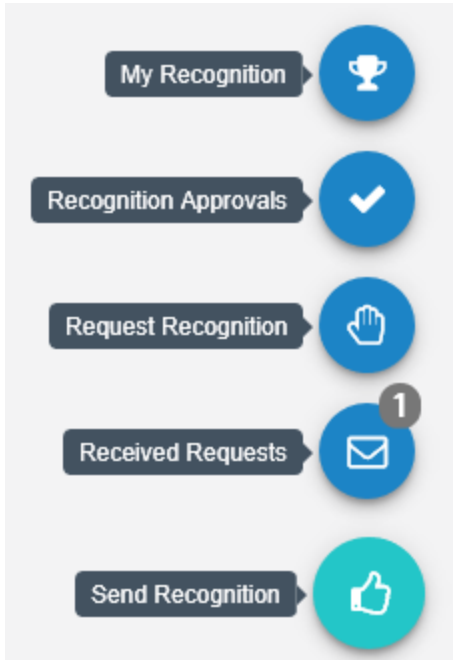 My Recognition
Recognition Approvals
Request Recognition
1
Received Requests
Send Recognition